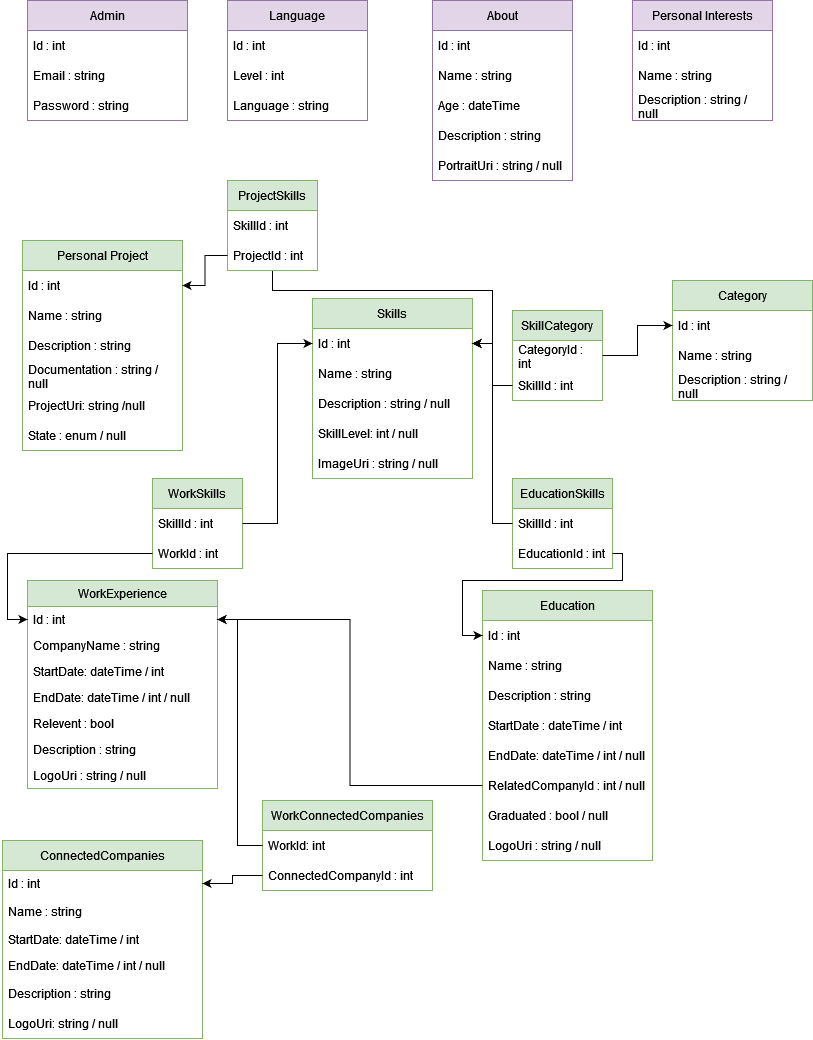 Admin
Id : int
Email : string
Password : string
Language
Id : int
Level : int
Language : string
About
Id : int
Name : string
Age : dateTime
Description : string
PortraitUri : string / null
Personal Interests
Id : int
Name : string
Description : string /
null
ProjectSkills
SkillId : int
ProjectId : int
Personal Project
Id : int
Name : string
Description : string
Documentation : string /
null
ProjectUri: string /null
State : enum / null
Skills
Id : int
Name : string
Description : string / null
SkillLevel: int / null
ImageUri : string / null
SkillCategory
CategoryId :
int
SkillId : int
Category
Id : int
Name : string
Description : string /
null
WorkSkills
SkillId : int
WorkId : int
EducationSkills
SkillId : int
EducationId : int
WorkExperience
Id : int
CompanyName : string
StartDate: dateTime / int
EndDate: dateTime / int / null
Relevent : bool
Description : string
LogoUri : string / null
Education
Id : int
Name : string
Description : string
StartDate : dateTime / int
EndDate: dateTime / int / null
RelatedCompanyId : int / null
Graduated : bool / null
LogoUri : string / null
WorkConnectedCompanies
WorkId: int
ConnectedCompanyId : int
ConnectedCompanies
Id : int
Name : string
StartDate: dateTime / int
EndDate: dateTime / int / null
Description : string
LogoUri: string / null